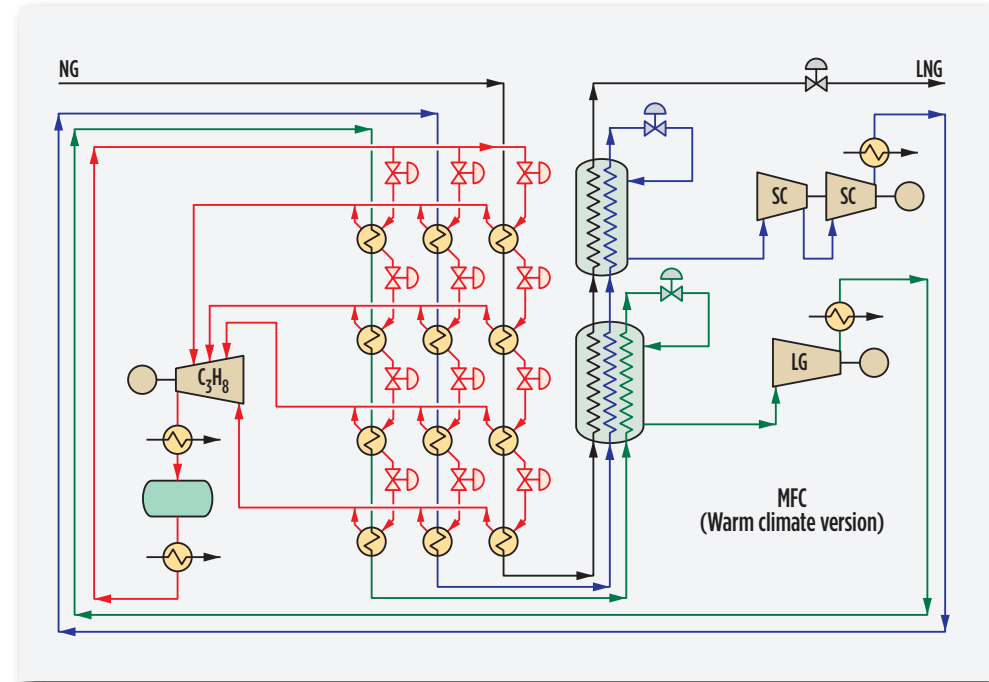 NG
LNG
SC
SC
LG
C₃H₈
MFC
(Warm climate version)